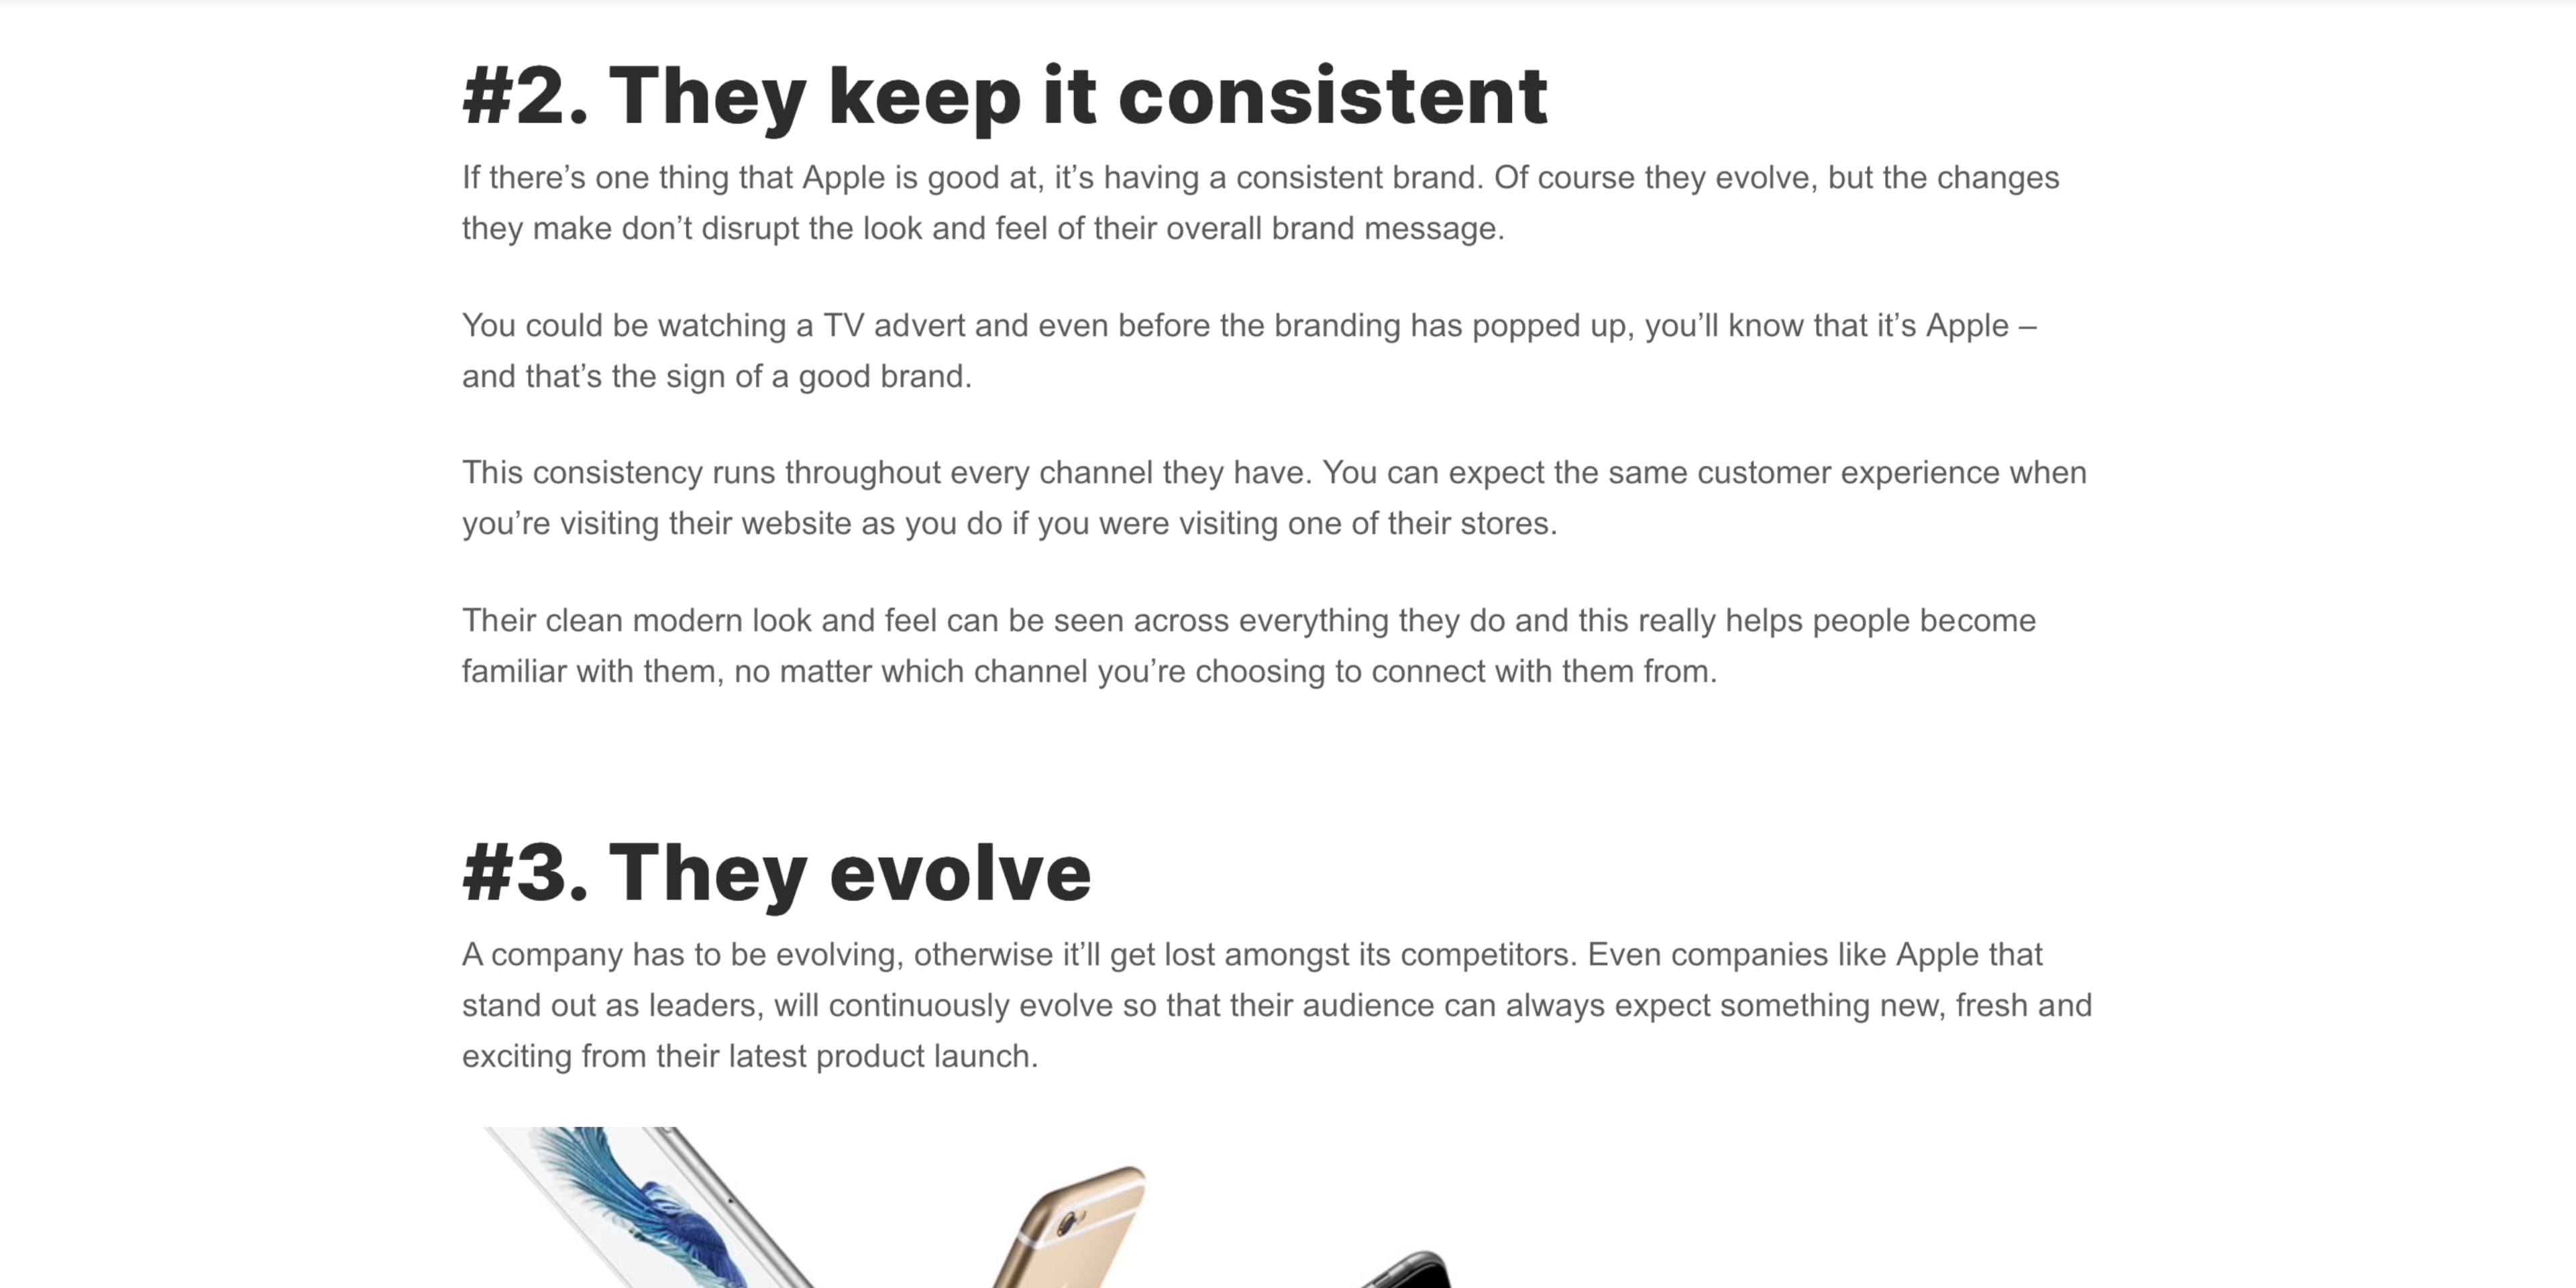 #2. They keep it consistent
If there’s one thing that Apple is good at, it’s having a consistent brand. Of course they evolve, but the changes
they make don’t disrupt the look and feel of their overall brand message.
You could be watching a TV advert and even before the branding has popped up, you’ll know that it’s Apple –
and that’s the sign of a good brand.
This consistency runs throughout every channel they have. You can expect the same customer experience when
you’re visiting their website as you do if you were visiting one of their stores.
Their clean modern look and feel can be seen across everything they do and this really helps people become
familiar with them, no matter which channel you’re choosing to connect with them from.
#3. They evolve
A company has to be evolving, otherwise it’ll get lost amongst its competitors. Even companies like Apple that
stand out as leaders, will continuously evolve so that their audience can always expect something new, fresh and
exciting from their latest product launch.